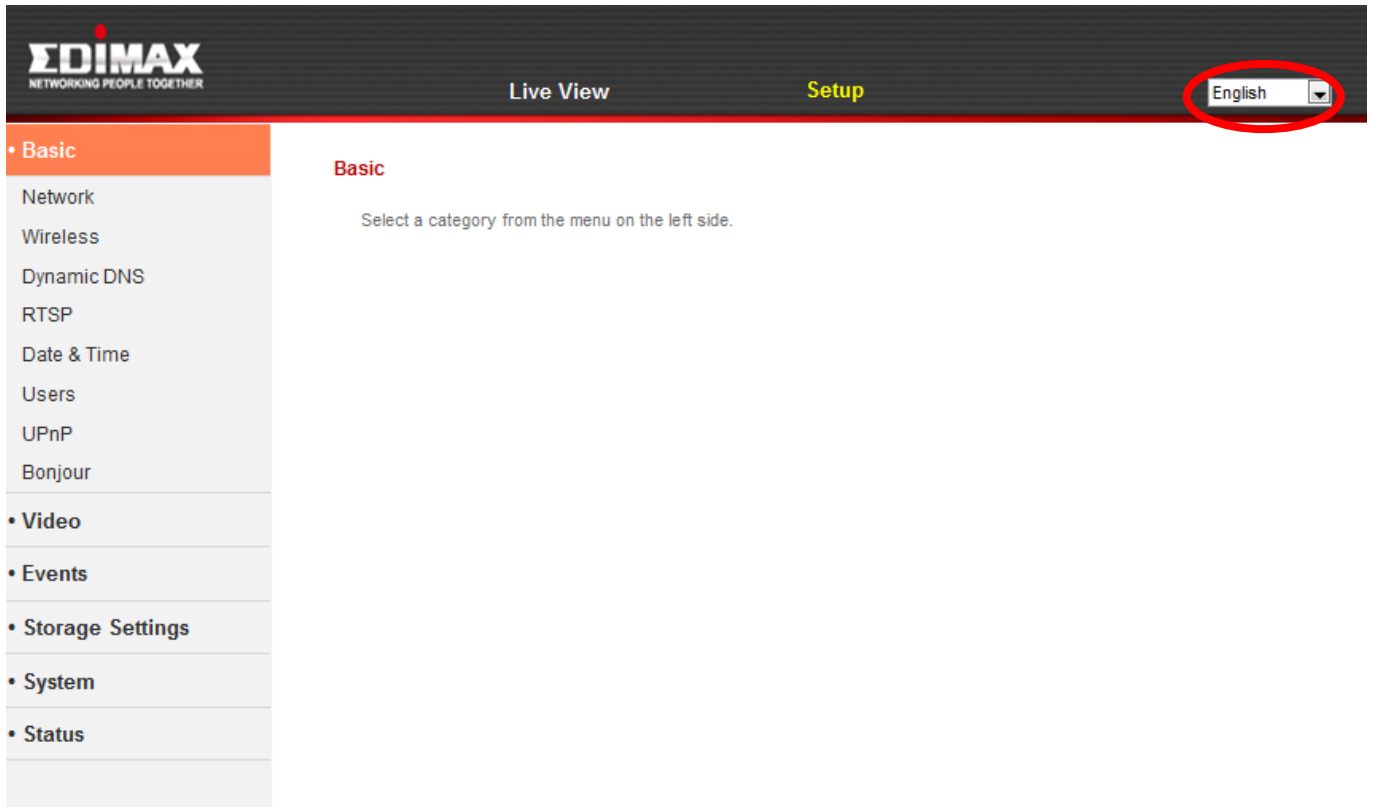 EDIMAX
NETWORKING PEOPLE TOGETHER
Live View
Setup
English
• Basic
Network
Wireless
Dynamic DNS
RTSP
Date & Time
Users
UPnP
Bonjour
• Video
• Events
• Storage Settings
• System
• Status
Basic
Select a category from the menu on the left side.